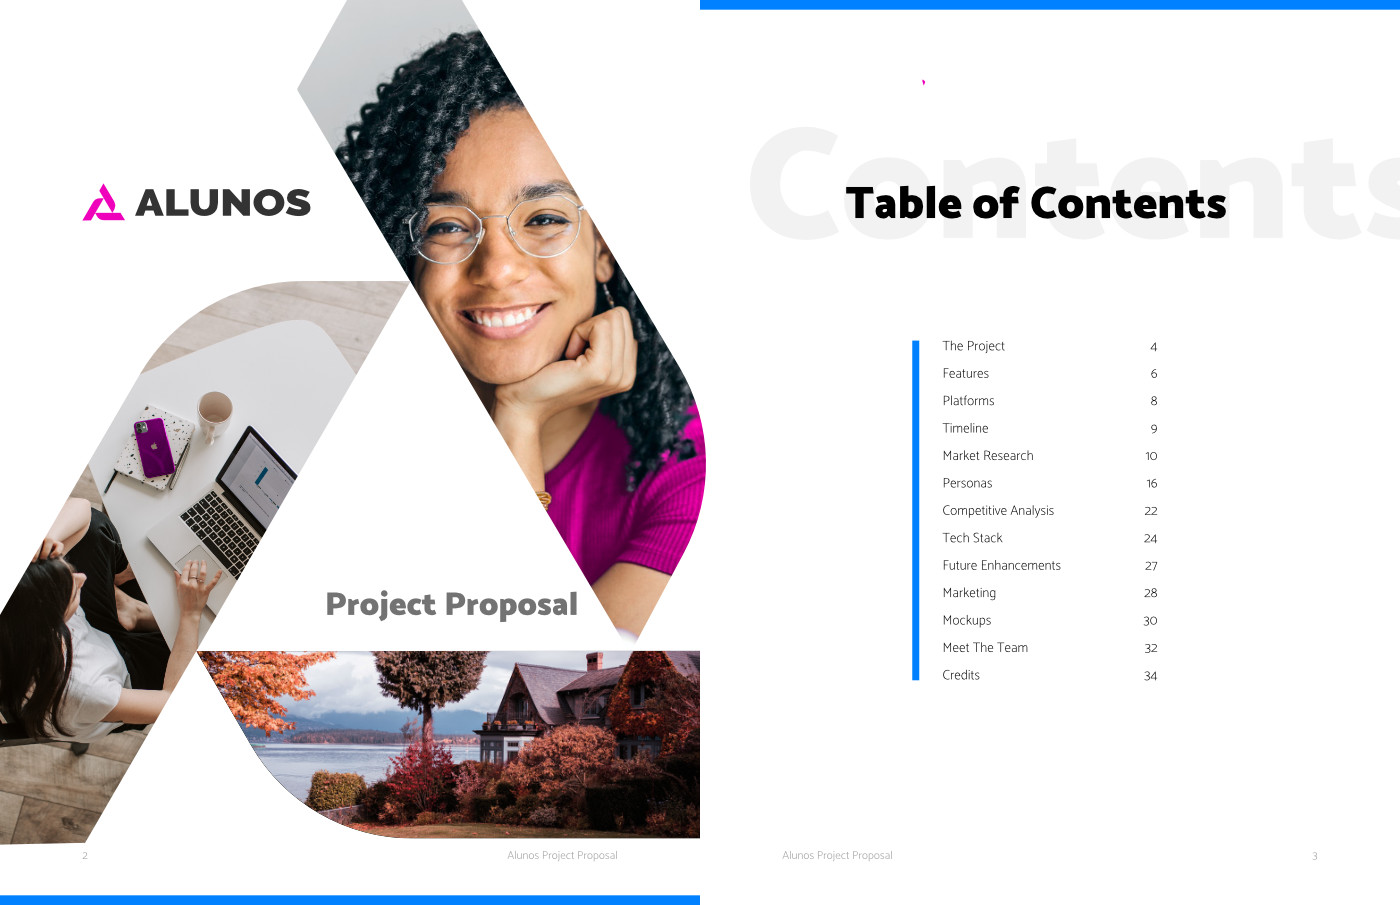 ALUNOS
Project Proposal
2
Alunos Project Proposal
Contents
Table of Contents
The Project 4
Features 6
Platforms 8
Timeline 9
Market Research 10
Personas 16
Competitive Analysis 22
Tech Stack 24
Future Enhancements 27
Marketing 28
Mockups 30
Meet The Team 32
Credits 34
Alunos Project Proposal
3